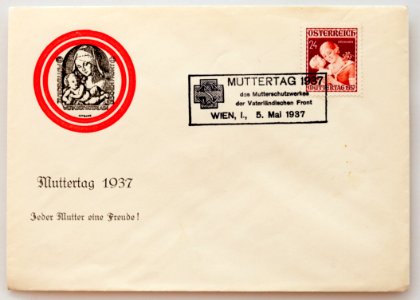 ÖSTERREICH
24
MUTTERTAG 1937
MUTTERTAG 1937
des Mutterschutzwerkes
der Vaterländischen Front
WIEN, I., 5. Mai 1937
Muttertag 1937
Jeder Mutter eine Freude!